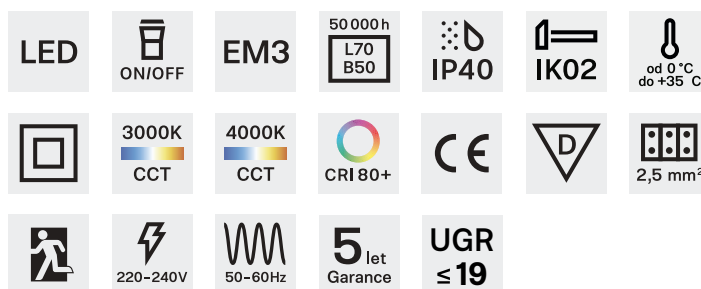 LED
ON/OFF
EM3
50 000 h
L70
B50
IP40
IK02
od 0 °C
do +35 C
3000K
CCT
4000K
CCT
CRI 80+
CE
D
2,5 mm²
220-240V
50-60Hz
5 let
Garance
UGR
≤ 19